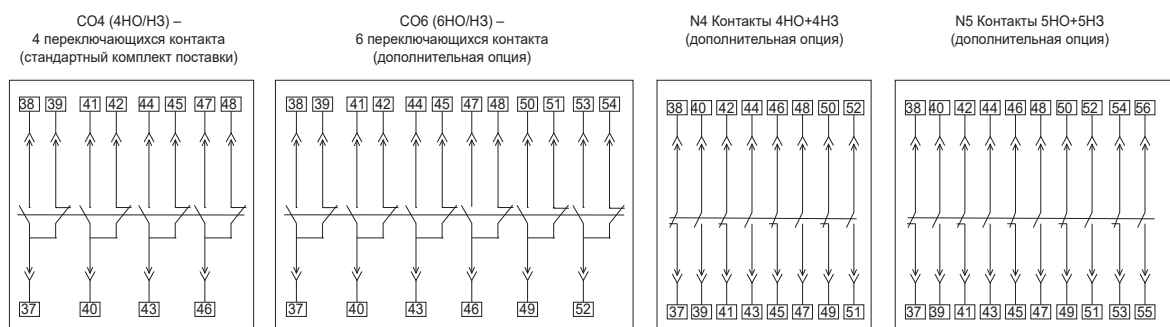 СО4 (4НО/НЗ) –
4 переключающихся контакта
(стандартный комплект поставки)
38 39 41 42 44 45 47 48
37 40 43 46
СО6 (6НО/НЗ) –
6 переключающихся контакта
(дополнительная опция)
38 39 41 42 44 45 47 48 50 51 53 54
37 40 43 46 49 52
N4 Контакты 4НО+4НЗ
(дополнительная опция)
38 40 42 44 46 48 50 52
37 39 41 43 45 47 49 51
N5 Контакты 5НО+5НЗ
(дополнительная опция)
38 40 42 44 46 48 50 52 54 56
37 39 41 43 45 47 49 51 53 55